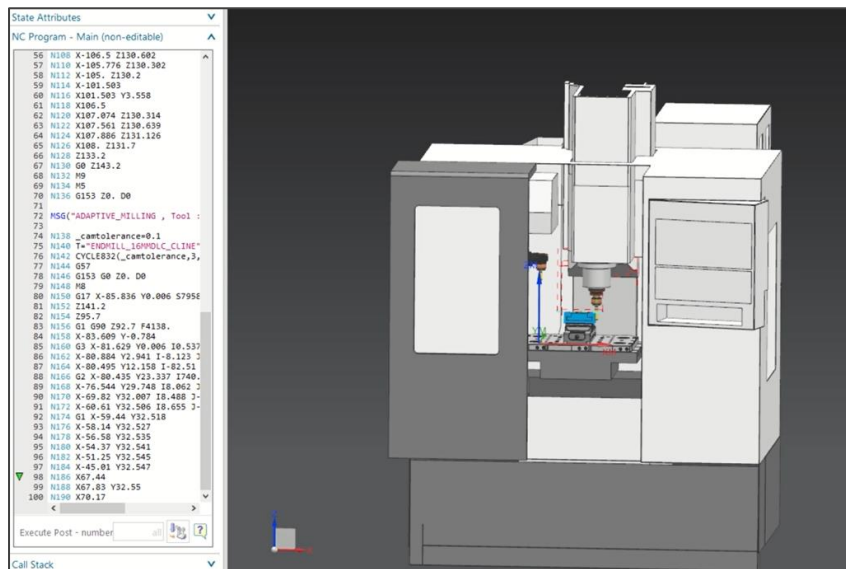 State Attributes
NC Program - Main (non-editable)
56 N108 X-106.5 Z130.602
57 N110 X-105.776 Z130.302
58 N112 X-105. Z130.2
59 N114 X-101.503
60 N116 X101.503 Y3.558
61 N118 X106.5
62 N120 X107.074 Z130.314
63 N122 X107.561 Z130.639
64 N124 X107.886 Z131.126
65 N126 X108. Z131.7
66 N128 Z133.2
67 N130 G0 Z143.2
68 N132 M9
69 N134 M5
70 N136 G153 Z0. D0
71
72 MSG("ADAPTIVE_MILLING , Tool :
73
74 N138 _camtolerance=0.1
75 N140 T="ENDMILL_16MMDLC_CLINE"
76 N142 CYCLE832(_camtolerance,3,
77 N144 G57
78 N146 G153 G0 Z0. D0
79 N148 M8
80 N150 G17 X-85.836 Y0.006 S7958
81 N152 Z141.2
82 N154 Z95.7
83 N156 G1 G90 Z92.7 F4138.
84 N158 X-83.609 Y-0.784
85 N160 G3 X-81.629 Y0.006 I0.537
86 N162 X-80.884 Y2.941 I-8.123 J
87 N164 X-80.495 Y12.158 I-82.51
88 N166 G2 X-80.435 Y23.337 I740.
89 N168 X-76.544 Y29.748 I8.062 J
90 N170 X-69.82 Y32.007 I8.488 J-
91 N172 X-60.61 Y32.506 I8.655 J-
92 N174 G1 X-59.44 Y32.518
93 N176 X-58.14 Y32.527
94 N178 X-56.58 Y32.535
95 N180 X-54.37 Y32.541
96 N182 X-51.25 Y32.545
97 N184 X-45.01 Y32.547
98 N186 X67.44
99 N188 X67.83 Y32.55
100 N190 X70.17
Execute Post - number all
Call Stack